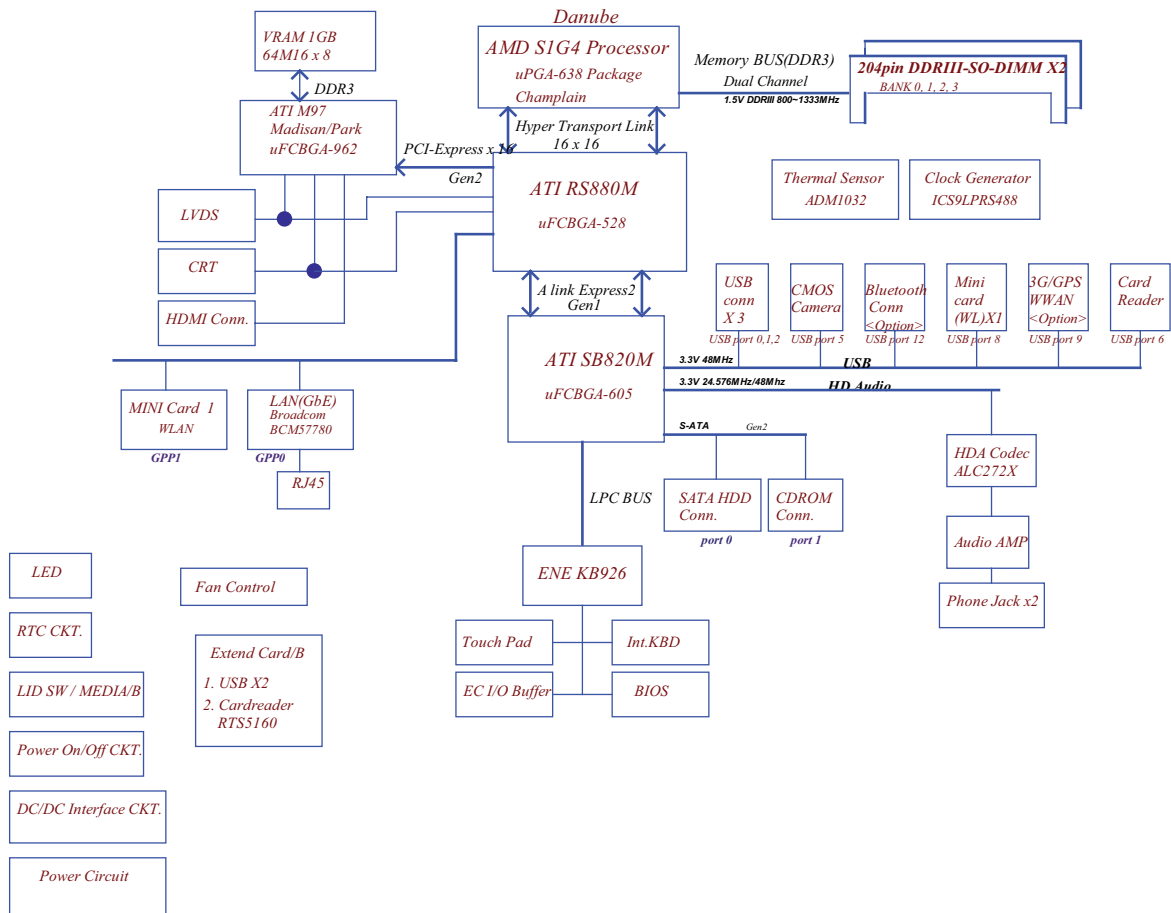 Danube
VRAM 1GB
64M16 x 8
DDR3
AMD S1G4 Processor
uPGA-638 Package
Champlain
Memory BUS(DDR3)
Dual Channel
1.5V DDRIII 800~1333MHz
204pin DDRIII-SO-DIMM X2
BANK 0, 1, 2, 3
ATI M97
Madisan/Park
uFCBGA-962
Hyper Transport Link
16 x 16
PCI-Express x 16
Gen2
ATI RS880M
uFCBGA-528
Thermal Sensor
ADM1032
Clock Generator
ICS9LPRS488
LVDS
CRT
HDMI Conn.
A link Express2
Gen1
USB
conn
X 3
USB port 0,1,2
CMOS
Camera
USB port 5
Bluetooth
Conn
<Option>
USB port 12
Mini
card
(WL)X1
USB port 8
3G/GPS
WWAN
<Option>
USB port 9
Card
Reader
USB port 6
ATI SB820M
uFCBGA-605
3.3V 48MHz
USB
3.3V 24.576MHz/48Mhz
HD Audio
S-ATA
Gen2
MINI Card 1
WLAN
GPP1
LAN(GbE)
Broadcom
BCM57780
GPP0
RJ45
HDA Codec
ALC272X
LPC BUS
SATA HDD
Conn.
port 0
CDROM
Conn.
port 1
Audio AMP
Phone Jack x2
ENE KB926
Touch Pad
Int.KBD
EC I/O Buffer
BIOS
LED
Fan Control
RTC CKT.
Extend Card/B
1. USB X2
2. Cardreader
RTS5160
LID SW / MEDIA/B
Power On/Off CKT.
DC/DC Interface CKT.
Power Circuit